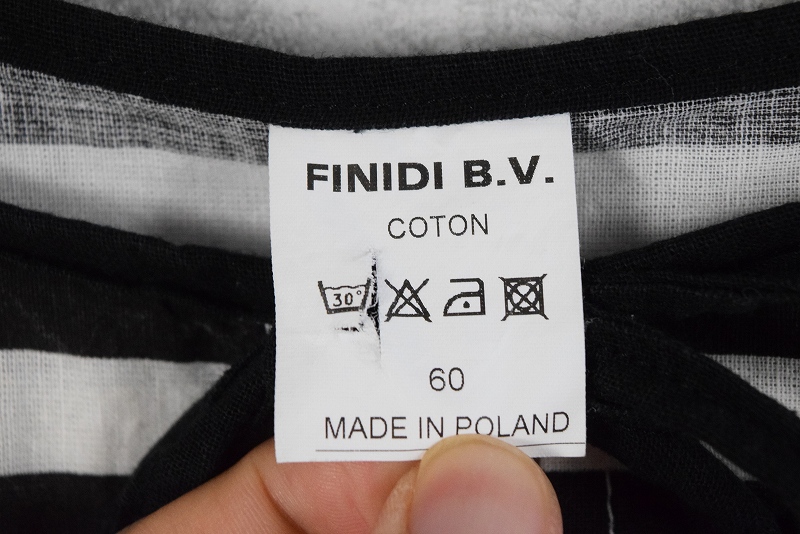 FINIDI B.V.
COTON
30°
60
MADE IN POLAND